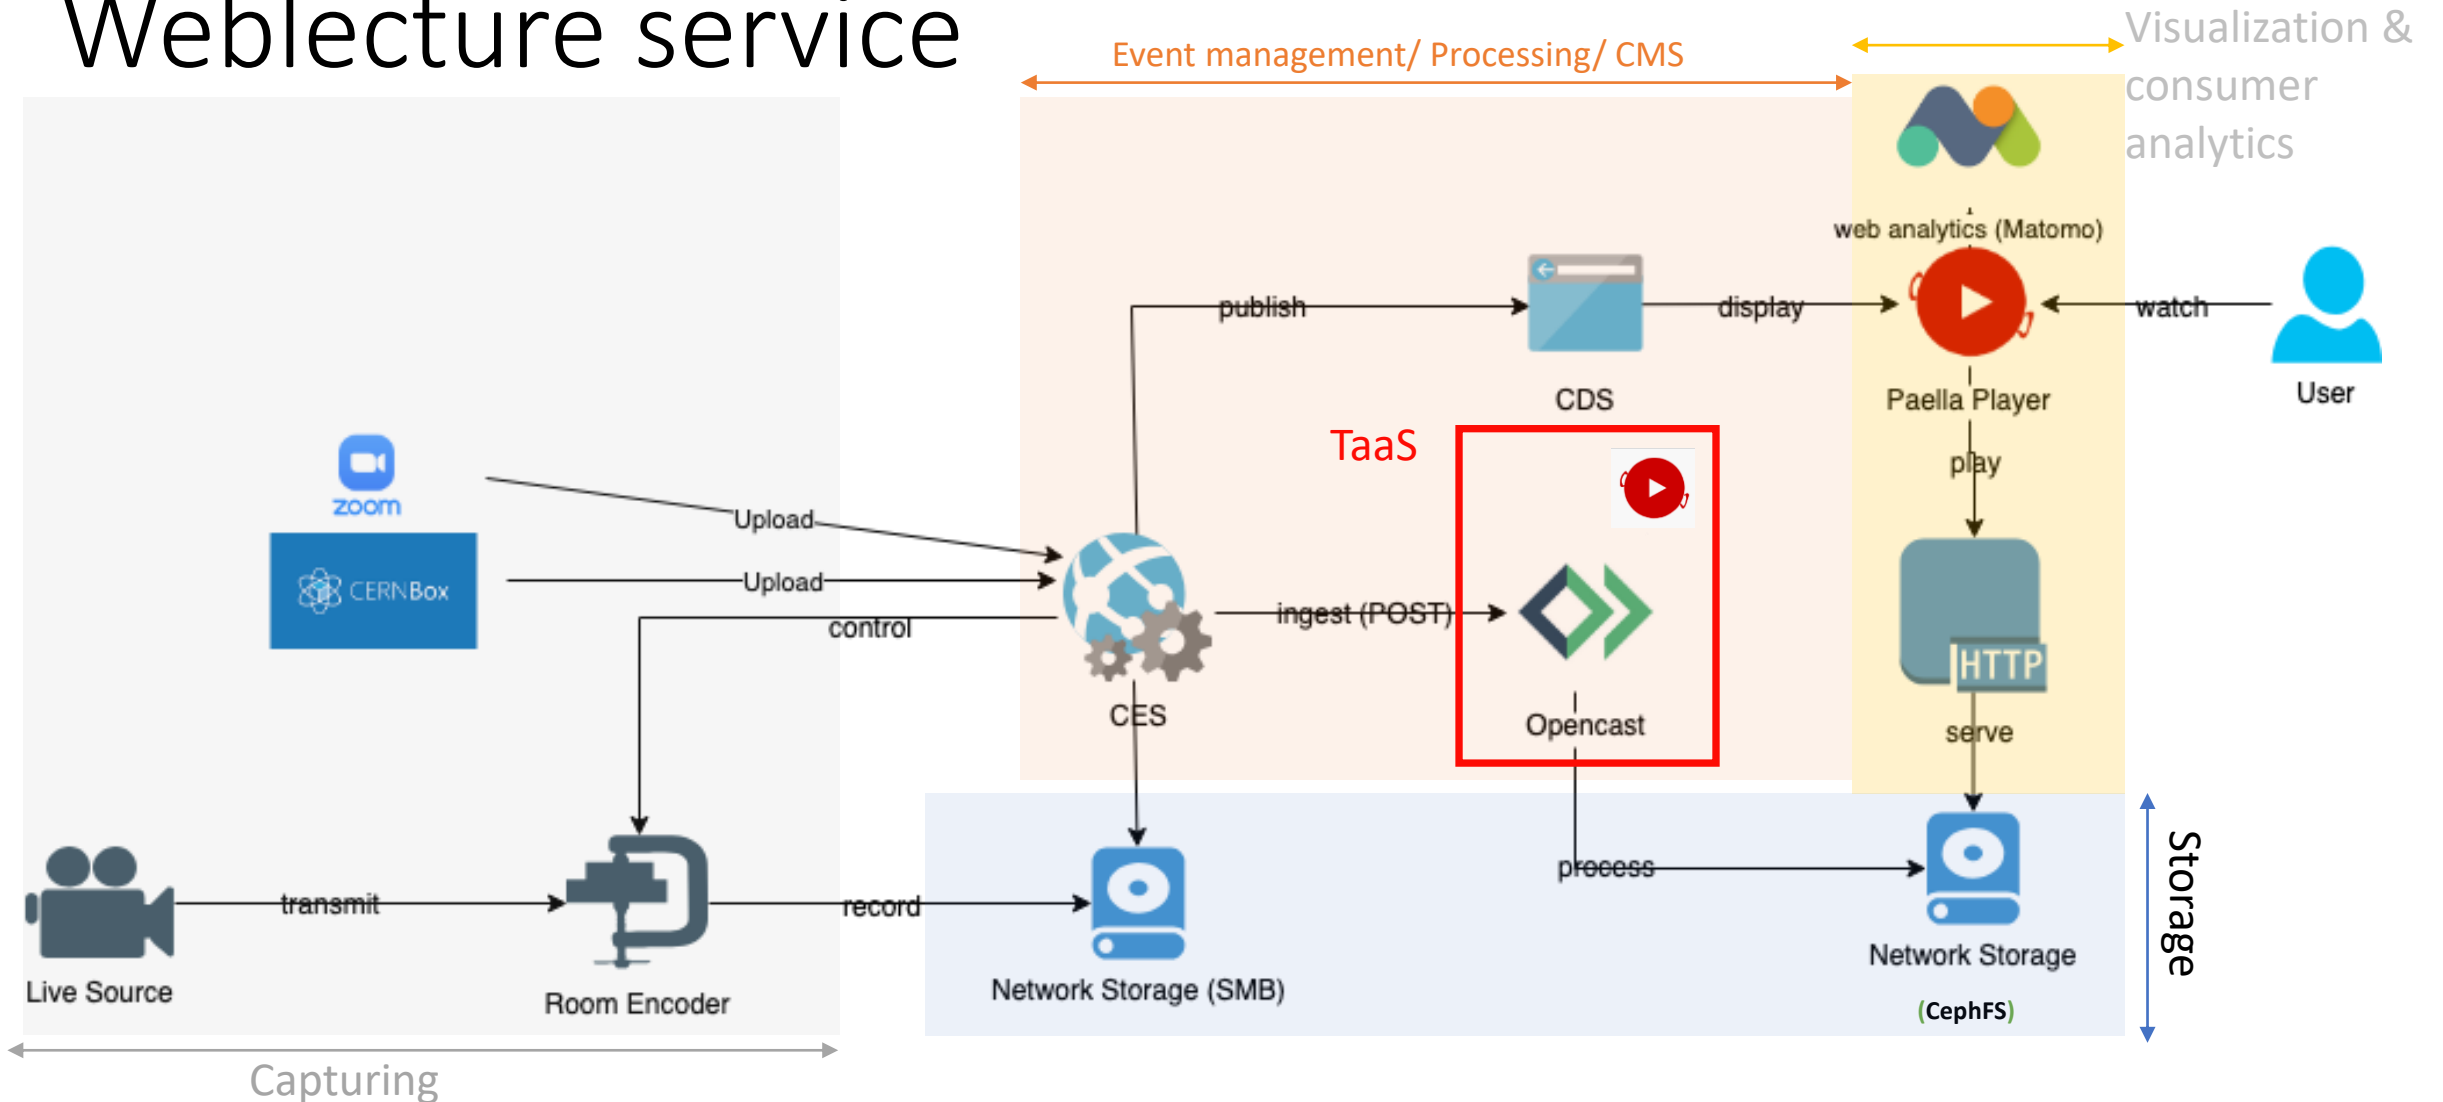 Weblecture service
Event management/ Processing/ CMS
Visualization &
consumer
analytics
web analytics (Matomo)
publish
display
watch
CDS
Paella Player
User
TaaS
play
zoom
Upload
CERNBox
Upload
control
ingest (POST)
HTTP
CES
Opencast
serve
Storage
process
transmit
record
Network Storage
Live Source
Room Encoder
Network Storage (SMB)
(CephFS)
Capturing